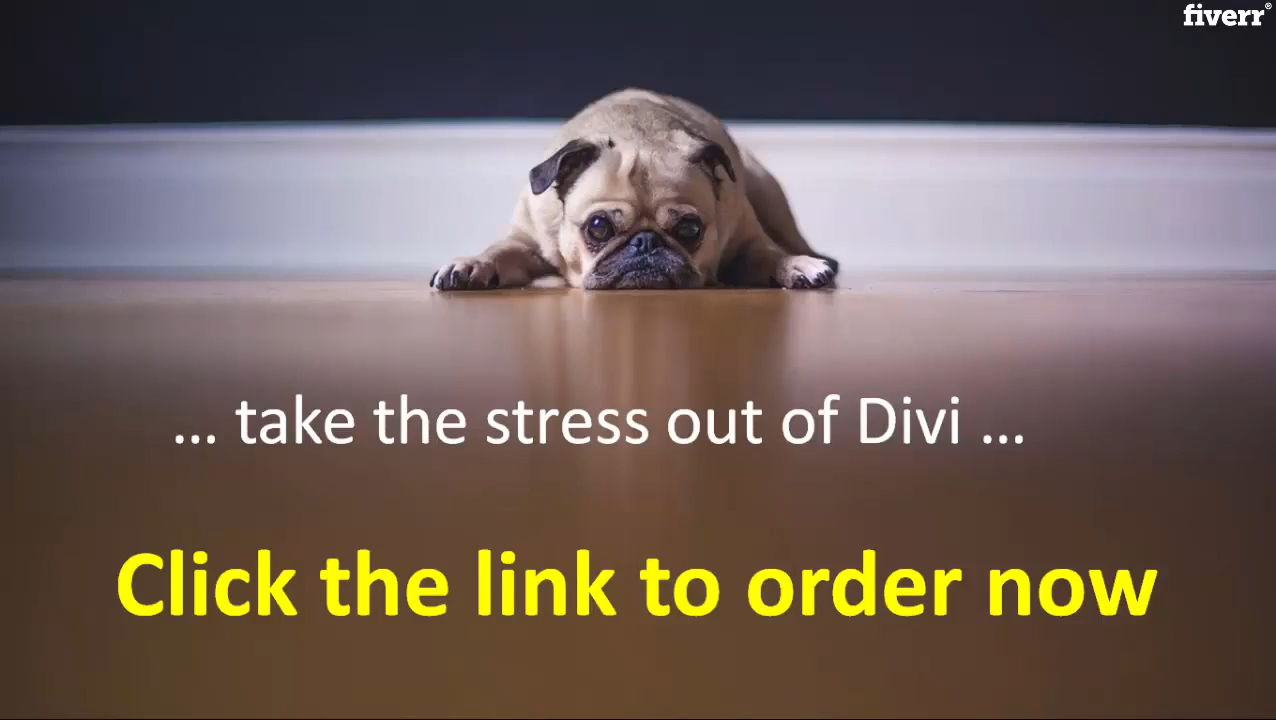 fiverr®
... take the stress out of Divi ...
Click the link to order now